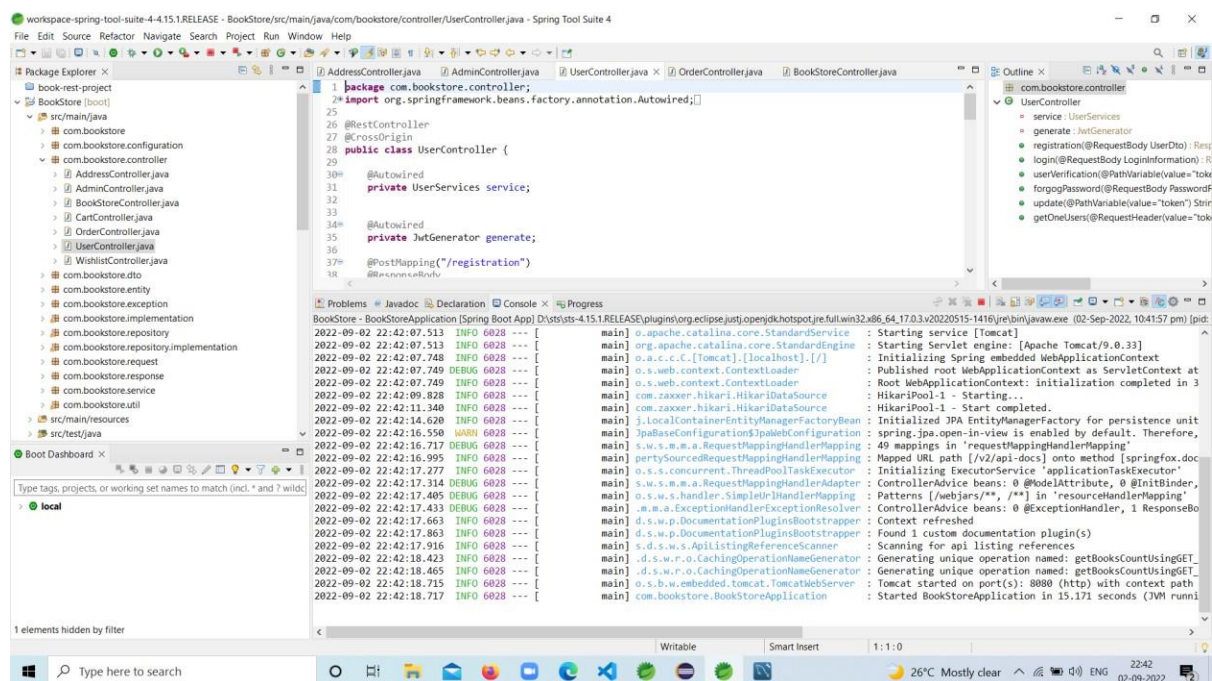 workspace-spring-tool-suite-4-4.15.1.RELEASE - BookStore/src/main/java/com/bookstore/controller/UserController.java - Spring Tool Suite 4
File Edit Source Refactor Navigate Search Project Run Window Help
Package Explorer
book-rest-project
BookStore [boot]
src/main/java
com.bookstore
com.bookstore.configuration
com.bookstore.controller
AddressController.java
AdminController.java
BookStoreController.java
CartController.java
OrderController.java
UserController.java
WishlistController.java
com.bookstore.dto
com.bookstore.entity
com.bookstore.exception
com.bookstore.implementation
com.bookstore.repository
com.bookstore.repository.implementation
com.bookstore.request
com.bookstore.response
com.bookstore.service
com.bookstore.util
src/main/resources
src/test/java
Boot Dashboard
Type tags, projects, or working set names to match (incl. * and ? wildc
local
1 elements hidden by filter
AddressController.java AdminController.java UserController.java OrderController.java BookStoreController.java
1 package com.bookstore.controller;
2 import org.springframework.beans.factory.annotation.Autowired;
25
26 @RestController
27 @CrossOrigin
28 public class UserController {
29
30 @Autowired
31 private UserServices service;
32
33
34 @Autowired
35 private JwtGenerator generate;
36
37 @PostMapping("/registration")
38 @ResponseBody
Outline
com.bookstore.controller
UserController
service : UserServices
generate : JwtGenerator
registration(@RequestBody UserDto) : Resp
login(@RequestBody LoginInformation) : R
userVerification(@PathVariable(value="toke
forgogPassword(@RequestBody PasswordF
update(@PathVariable(value="token") Strin
getOneUsers(@RequestHeader(value="toke
Problems Javadoc Declaration Console Progress
BookStore - BookStoreApplication [Spring Boot App] D:\sts\sts-4.15.1.RELEASE\plugins\org.eclipse.justj.openjdk.hotspot.jre.full.win32.x86_64_17.0.3.v20220515-1416\jre\bin\javaw.exe (02-Sep-2022, 10:41:57 pm) [pid:
2022-09-02 22:42:07.513 INFO 6028 --- [ main] o.apache.catalina.core.StandardService : Starting service [Tomcat]
2022-09-02 22:42:07.513 INFO 6028 --- [ main] org.apache.catalina.core.StandardEngine : Starting Servlet engine: [Apache Tomcat/9.0.33]
2022-09-02 22:42:07.748 INFO 6028 --- [ main] o.a.c.c.C.[Tomcat].[localhost].[/] : Initializing Spring embedded WebApplicationContext
2022-09-02 22:42:07.749 DEBUG 6028 --- [ main] o.s.web.context.ContextLoader : Published root WebApplicationContext as ServletContext at
2022-09-02 22:42:07.749 INFO 6028 --- [ main] o.s.web.context.ContextLoader : Root WebApplicationContext: initialization completed in 3
2022-09-02 22:42:09.828 INFO 6028 --- [ main] com.zaxxer.hikari.HikariDataSource : HikariPool-1 - Starting...
2022-09-02 22:42:11.340 INFO 6028 --- [ main] com.zaxxer.hikari.HikariDataSource : HikariPool-1 - Start completed.
2022-09-02 22:42:14.620 INFO 6028 --- [ main] j.LocalContainerEntityManagerFactoryBean : Initialized JPA EntityManagerFactory for persistence unit
2022-09-02 22:42:16.550 WARN 6028 --- [ main] JpaBaseConfiguration$JpaWebConfiguration : spring.jpa.open-in-view is enabled by default. Therefore,
2022-09-02 22:42:16.717 DEBUG 6028 --- [ main] s.w.s.m.m.a.RequestMappingHandlerMapping : 49 mappings in 'requestMappingHandlerMapping'
2022-09-02 22:42:16.995 INFO 6028 --- [ main] pertySourcedRequestMappingHandlerMapping : Mapped URL path [/v2/api-docs] onto method [springfox.doc
2022-09-02 22:42:17.277 INFO 6028 --- [ main] o.s.s.concurrent.ThreadPoolTaskExecutor : Initializing ExecutorService 'applicationTaskExecutor'
2022-09-02 22:42:17.314 DEBUG 6028 --- [ main] s.w.s.m.m.a.RequestMappingHandlerAdapter : ControllerAdvice beans: 0 @ModelAttribute, 0 @InitBinder,
2022-09-02 22:42:17.405 DEBUG 6028 --- [ main] o.s.w.s.handler.SimpleUrlHandlerMapping : Patterns [/webjars/**, /**] in 'resourceHandlerMapping'
2022-09-02 22:42:17.433 DEBUG 6028 --- [ main] .m.m.a.ExceptionHandlerExceptionResolver : ControllerAdvice beans: 0 @ExceptionHandler, 1 ResponseBo
2022-09-02 22:42:17.663 INFO 6028 --- [ main] d.s.w.p.DocumentationPluginsBootstrapper : Context refreshed
2022-09-02 22:42:17.863 INFO 6028 --- [ main] d.s.w.p.DocumentationPluginsBootstrapper : Found 1 custom documentation plugin(s)
2022-09-02 22:42:17.916 INFO 6028 --- [ main] s.d.s.w.s.ApiListingReferenceScanner : Scanning for api listing references
2022-09-02 22:42:18.423 INFO 6028 --- [ main] .d.s.w.r.o.CachingOperationNameGenerator : Generating unique operation named: getBooksCountUsingGET_
2022-09-02 22:42:18.465 INFO 6028 --- [ main] .d.s.w.r.o.CachingOperationNameGenerator : Generating unique operation named: getBooksCountUsingGET_
2022-09-02 22:42:18.715 INFO 6028 --- [ main] o.s.b.w.embedded.tomcat.TomcatWebServer : Tomcat started on port(s): 8080 (http) with context path
2022-09-02 22:42:18.717 INFO 6028 --- [ main] com.bookstore.BookStoreApplication : Started BookStoreApplication in 15.171 seconds (JVM runni
Writable Smart Insert 1:1:0
Type here to search
26°C Mostly clear ENG 22:42
02-09-2022